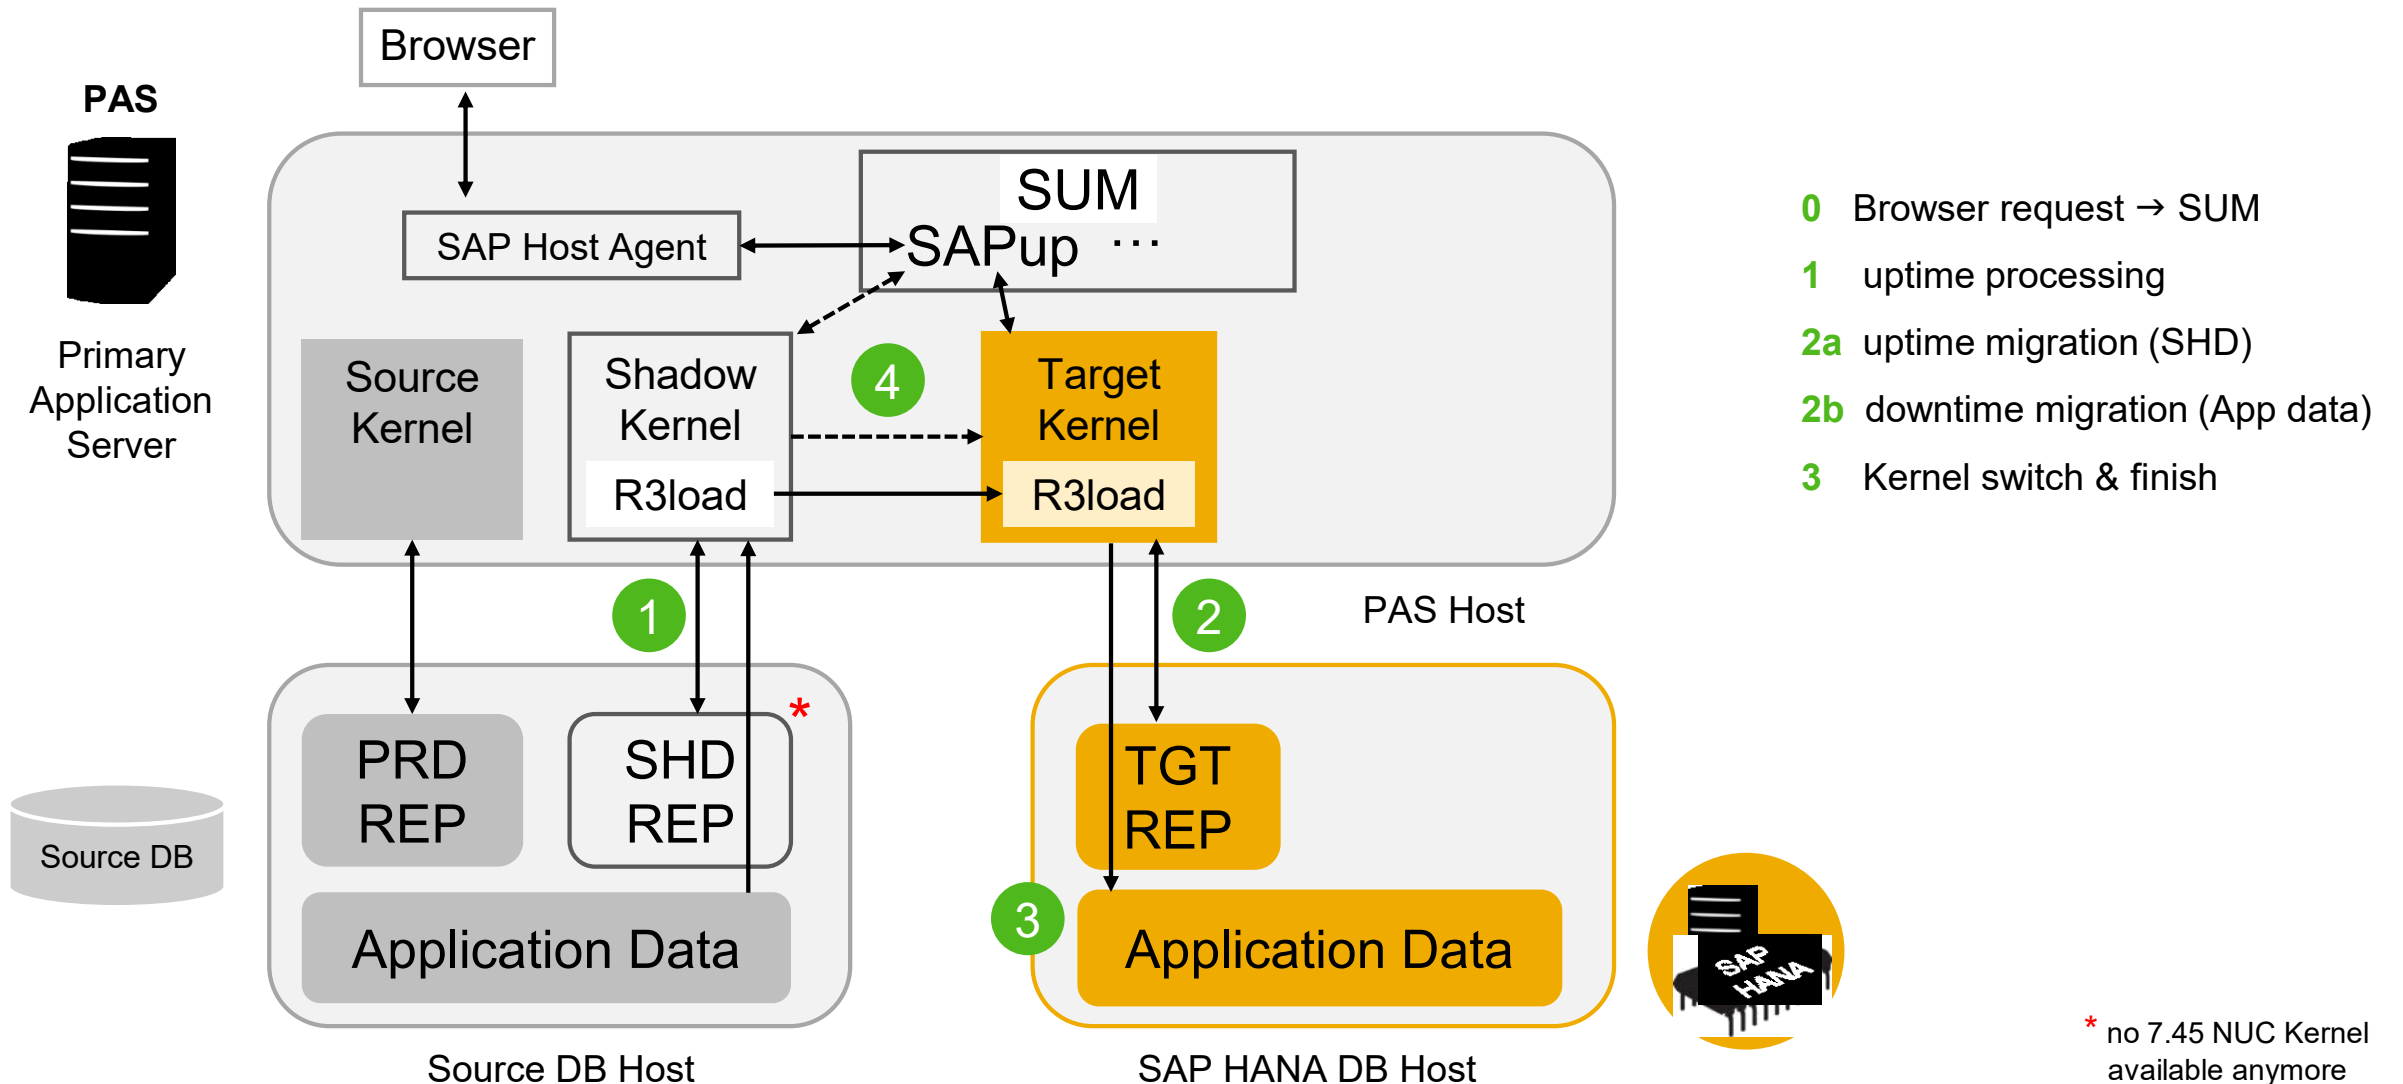 Browser
PAS
Primary
Application
Server
SUM
SAPup ...
SAP Host Agent
Source
Kernel
Shadow
Kernel
R3load
4
Target
Kernel
R3load
0 Browser request → SUM
1 uptime processing
2a uptime migration (SHD)
2b downtime migration (App data)
3 Kernel switch & finish
1
2
PAS Host
Source DB
PRD
REP
SHD
REP
*
Application Data
TGT
REP
3
Application Data
SAP
HANA
Source DB Host
SAP HANA DB Host
* no 7.45 NUC Kernel
available anymore